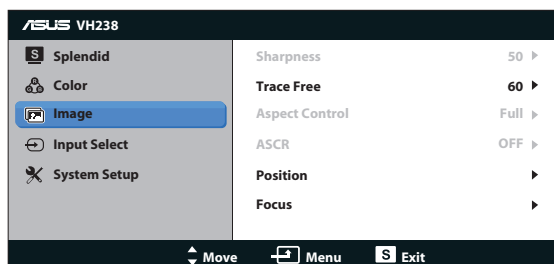 ASUS VH238
S Splendid
Color
Image
Input Select
System Setup
Sharpness 50
Trace Free 60
Aspect Control Full
ASCR OFF
Position
Focus
Move Menu S Exit